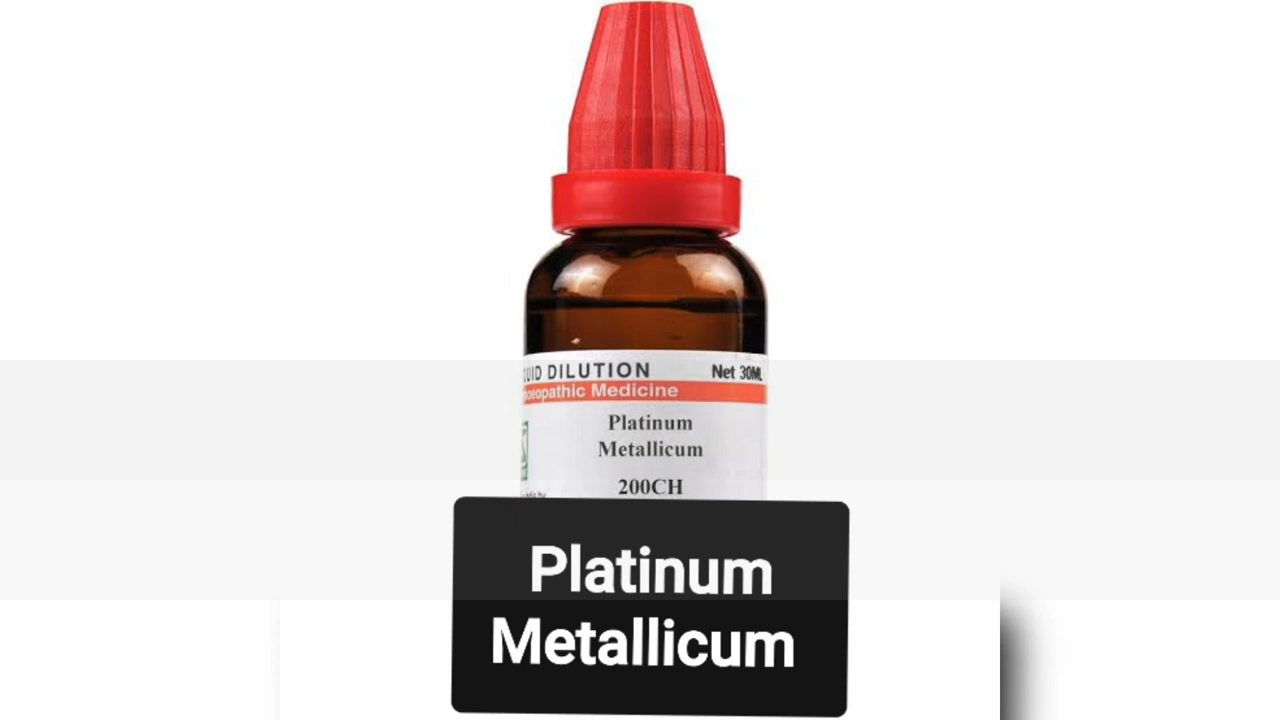 UID DILUTION Net 30ML
oeopathic Medicine
Platinum
Metallicum
200CH
Platinum
Metallicum